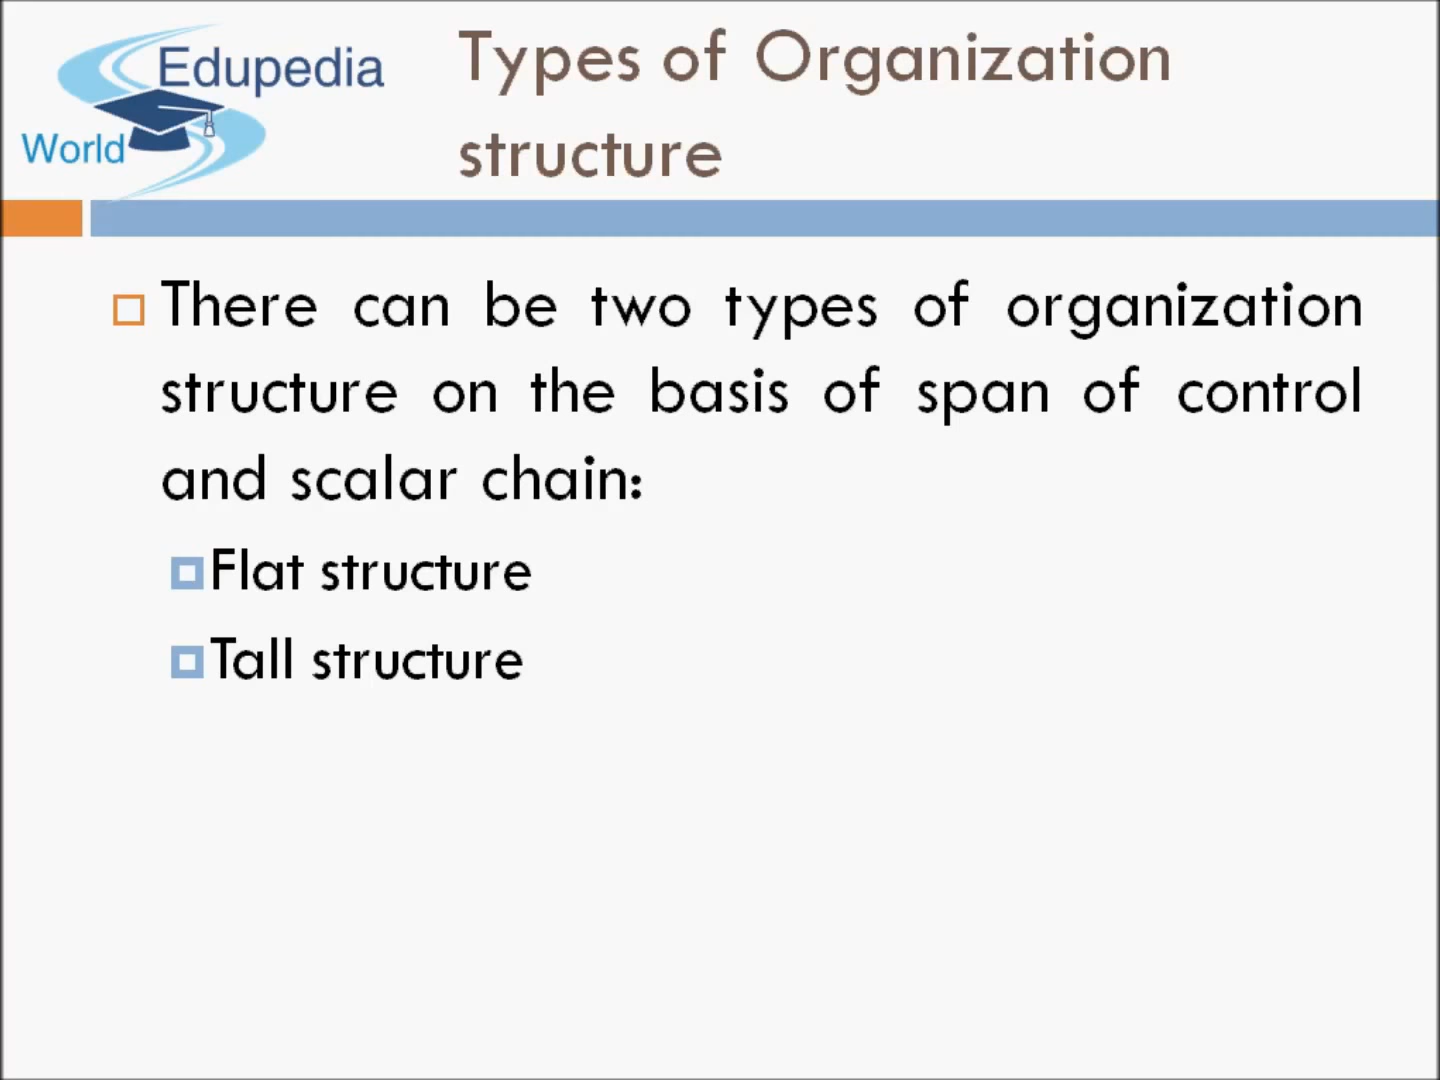 Edupedia
World
Types of Organization
structure
There can be two types of organization
structure on the basis of span of control
and scalar chain:
Flat structure
Tall structure